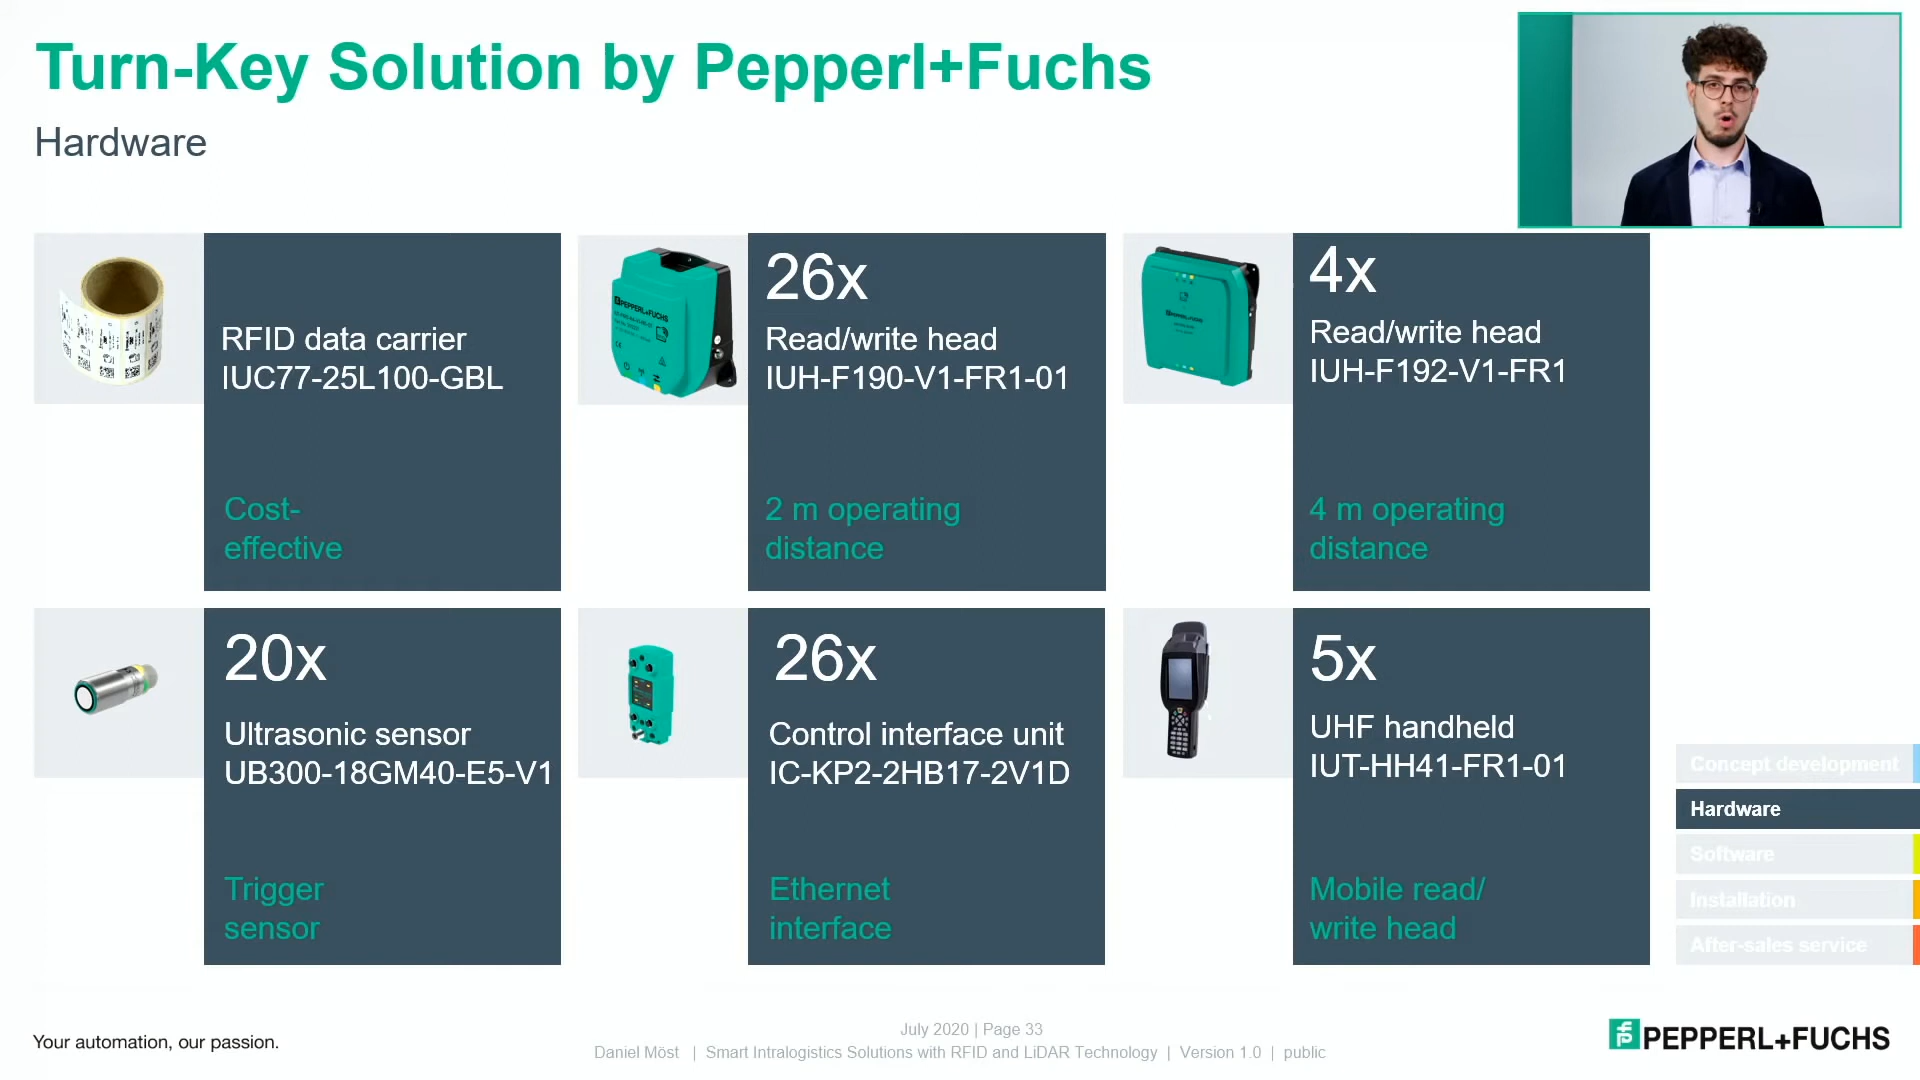 Turn-Key Solution by Pepperl+Fuchs
Hardware
RFID data carrier
IUC77-25L100-GBL
Cost-
effective
PEPPERL+FUCHS
26x
Read/write head
IUH-F190-V1-FR1-01
2 m operating
distance
4x
Read/write head
IUH-F192-V1-FR1
4 m operating
distance
20x
Ultrasonic sensor
UB300-18GM40-E5-V1
Trigger
sensor
26x
Control interface unit
IC-KP2-2HB17-2V1D
Ethernet
interface
5x
UHF handheld
IUT-HH41-FR1-01
Mobile read/
write head
Concept development
Hardware
Software
Installation
After-sales service
Your automation, our passion.
July 2020 | Page 33
Daniel Möst | Smart Intralogistics Solutions with RFID and LiDAR Technology | Version 1.0 | public
PEPPERL+FUCHS